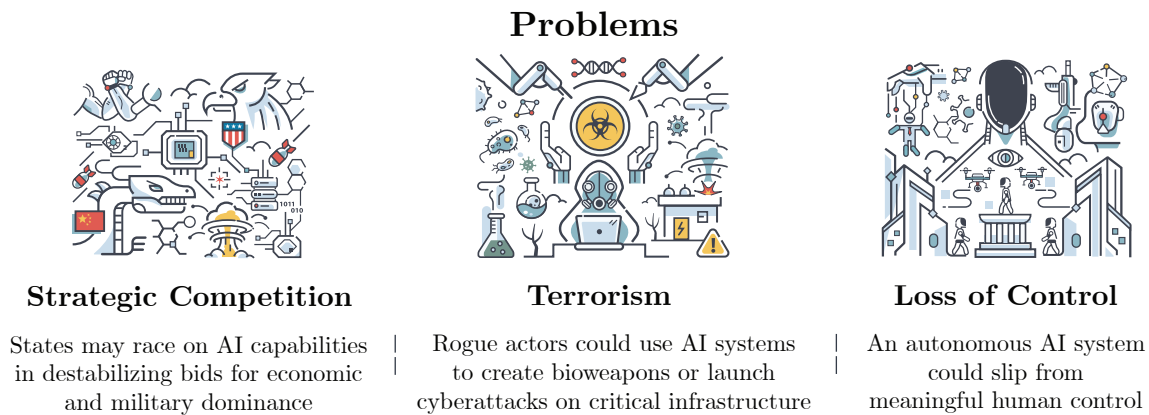 Problems
1011
010
Strategic Competition
States may race on AI capabilities
in destabilizing bids for economic
and military dominance
Terrorism
Rogue actors could use AI systems
to create bioweapons or launch
cyberattacks on critical infrastructure
Loss of Control
An autonomous AI system
could slip from
meaningful human control